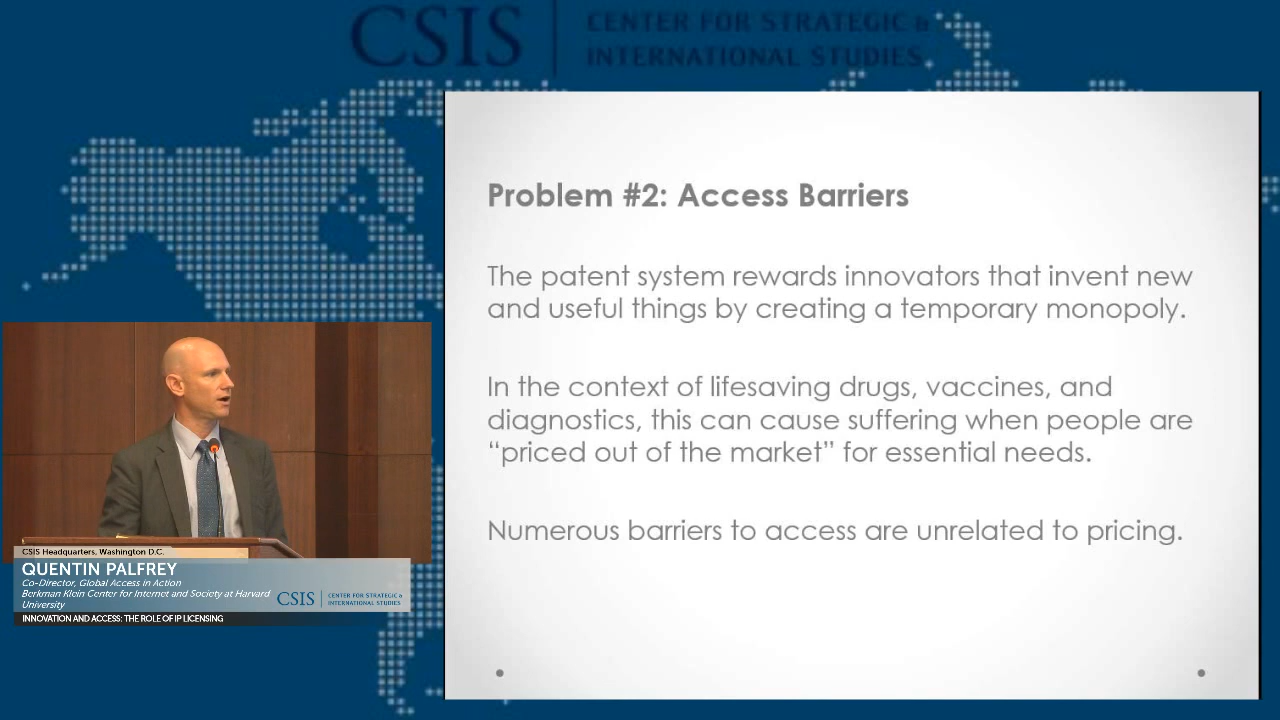 CSIS
CENTER FOR STRATEGIC &
INTERNATIONAL STUDIES
Problem #2: Access Barriers
The patent system rewards innovators that invent new
and useful things by creating a temporary monopoly.
In the context of lifesaving drugs, vaccines, and
diagnostics, this can cause suffering when people are
“priced out of the market” for essential needs.
Numerous barriers to access are unrelated to pricing.
CSIS Headquarters, Washington D.C.
QUENTIN PALFREY
Co-Director, Global Access in Action
Berkman Klein Center for Internet and Society at Harvard
University
CSIS
CENTER FOR STRATEGIC &
INTERNATIONAL STUDIES
INNOVATION AND ACCESS: THE ROLE OF IP LICENSING